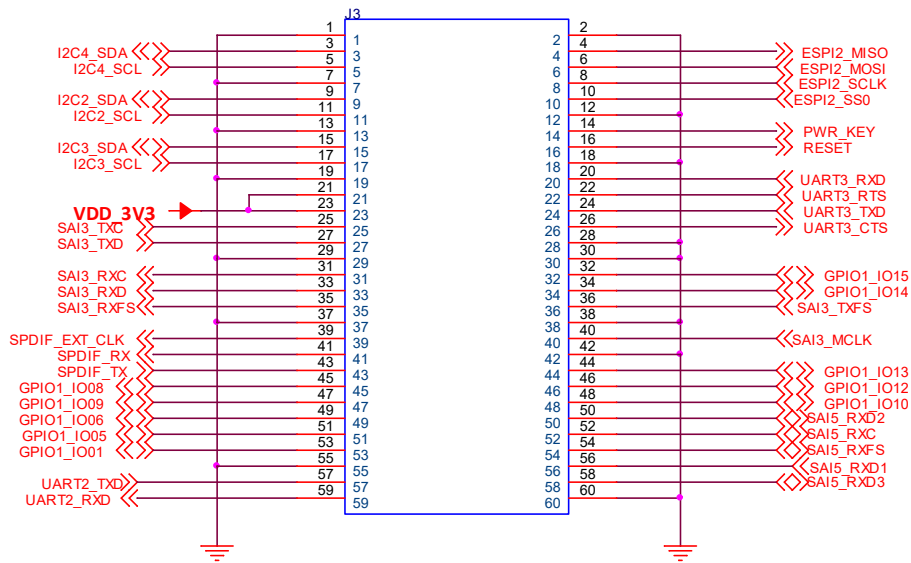 J3
1 1 2 2
I2C4_SDA 3 3 4 4 ESPI2_MISO
I2C4_SCL 5 5 6 6 ESPI2_MOSI
7 7 8 8 ESPI2_SCLK
I2C2_SDA 9 9 10 10 ESPI2_SS0
I2C2_SCL 11 11 12 12
13 13 14 14 PWR_KEY
I2C3_SDA 15 15 16 16 RESET
I2C3_SCL 17 17 18 18
19 19 20 20 UART3_RXD
21 21 22 22 UART3_RTS
VDD_3V3 23 23 24 24 UART3_TXD
SAI3_TXC 25 25 26 26 UART3_CTS
SAI3_TXD 27 27 28 28
29 29 30 30
SAI3_RXC 31 31 32 32 GPIO1_IO15
SAI3_RXD 33 33 34 34 GPIO1_IO14
SAI3_RXFS 35 35 36 36 SAI3_TXFS
37 37 38 38
SPDIF_EXT_CLK 39 39 40 40 SAI3_MCLK
SPDIF_RX 41 41 42 42
SPDIF_TX 43 43 44 44 GPIO1_IO13
GPIO1_IO08 45 45 46 46 GPIO1_IO12
GPIO1_IO09 47 47 48 48 GPIO1_IO10
GPIO1_IO06 49 49 50 50 SAI5_RXD2
GPIO1_IO05 51 51 52 52 SAI5_RXC
GPIO1_IO01 53 53 54 54 SAI5_RXFS
55 55 56 56 SAI5_RXD1
UART2_TXD 57 57 58 58 SAI5_RXD3
UART2_RXD 59 59 60 60